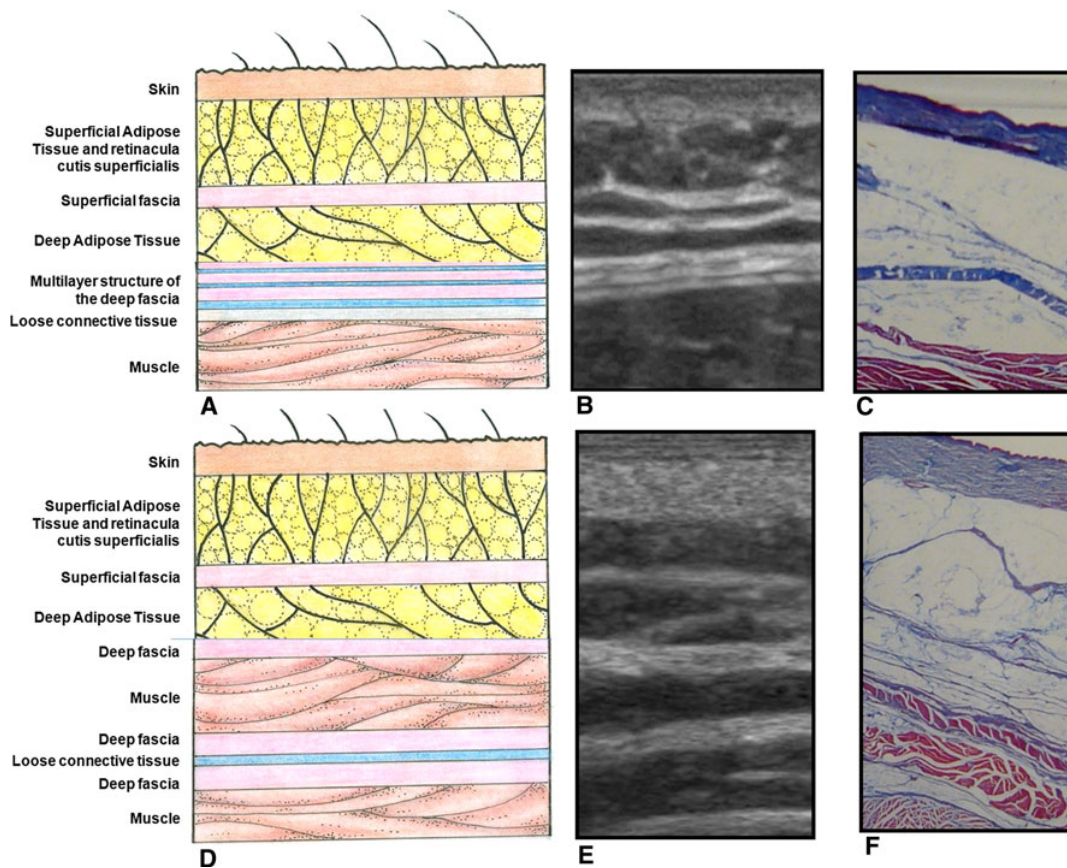 Skin
Superficial Adipose
Tissue and retinacula
cutis superficialis
Superficial fascia
Deep Adipose Tissue
Multilayer structure of
the deep fascia
Loose connective tissue
Muscle
A
B
C
Skin
Superficial Adipose
Tissue and retinacula
cutis superficialis
Superficial fascia
Deep Adipose Tissue
Deep fascia
Muscle
Deep fascia
Loose connective tissue
Deep fascia
Muscle
D
E
F